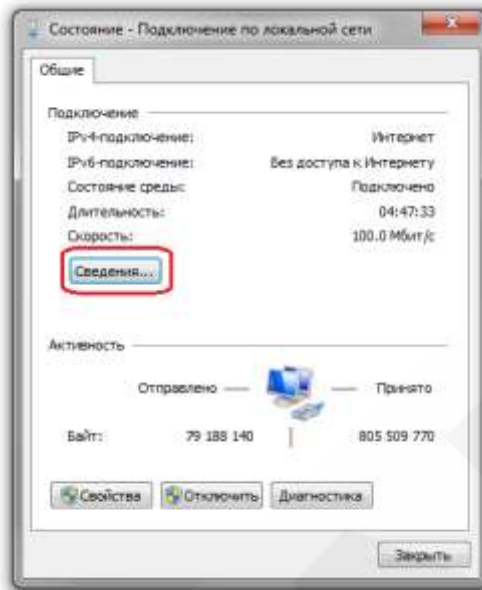 Состояние - Подключение по локальной сети
Общие
Подключение
IPv4-подключение: Интернет
IPv6-подключение: Без доступа к Интернету
Состояние среды: Подключено
Длительность: 04:47:33
Скорость: 100.0 Мбит/с
Сведения...
Активность
Отправлено — Принято
Байт: 79 188 140 805 509 770
Свойства Отключить Диагностика
Закрыть